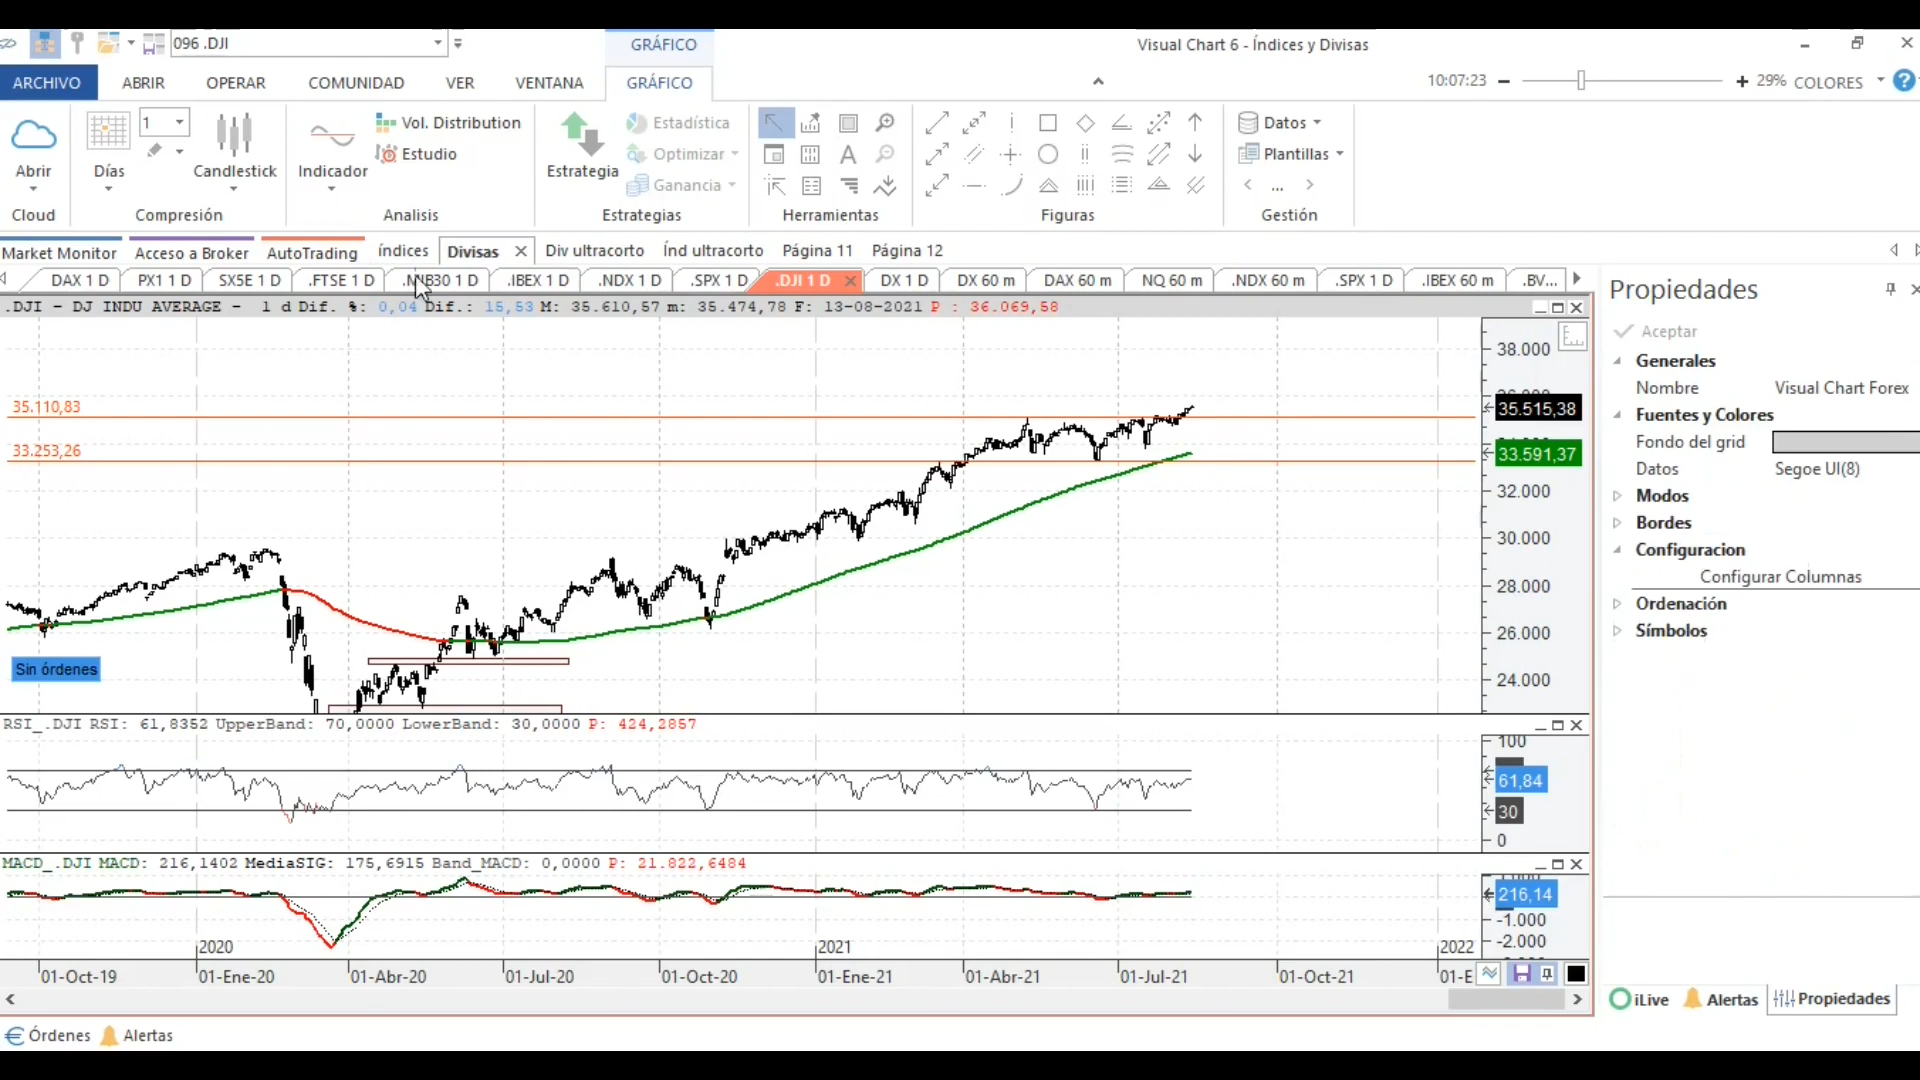 096 .DJI
GRÁFICO
Visual Chart 6 - Índices y Divisas
ARCHIVO ABRIR OPERAR COMUNIDAD VER VENTANA GRÁFICO
10:07:23 29% COLORES
1
Vol. Distribution
Estudio
Estadística
Optimizar
Ganancia
Datos
Plantillas
...
Abrir Días Candlestick Indicador Estrategia
Cloud Compresión Analisis Estrategias Herramientas Figuras Gestión
Market Monitor Acceso a Broker AutoTrading índices Divisas Div ultracorto Índ ultracorto Página 11 Página 12
DAX 1 D PX1 1 D SX5E 1 D .FTSE 1 D .IBEX 1 D .NDX 1 D .SPX 1 D .DJI 1 D DX 1 D DX 60 m DAX 60 m NQ 60 m .NDX 60 m .SPX 1 D .IBEX 60 m .BV...
.DJI - DJ INDU AVERAGE - 1 d Dif. %: 0,04 Dif.: 15,53 M: 35.610,57 m: 35.474,78 F: 13-08-2021 P : 36.069,58
38.000
35.110,83
35.515,38
33.253,26
33.591,37
32.000
30.000
28.000
26.000
24.000
Sin órdenes
RSI_.DJI RSI: 61,8352 UpperBand: 70,0000 LowerBand: 30,0000 P: 424,2857
100
61,84
30
0
MACD_.DJI MACD: 216,1402 MediaSIG: 175,6915 Band_MACD: 0,0000 P: 21.822,6484
216,14
-1.000
-2.000
2020 2021 2022
01-Oct-19 01-Ene-20 01-Abr-20 01-Jul-20 01-Oct-20 01-Ene-21 01-Abr-21 01-Jul-21 01-Oct-21 01-E
Propiedades
Aceptar
Generales
Nombre Visual Chart Forex
Fuentes y Colores
Fondo del grid
Datos Segoe UI(8)
Modos
Bordes
Configuracion
Configurar Columnas
Ordenación
Símbolos
iLive Alertas Propiedades
Órdenes Alertas